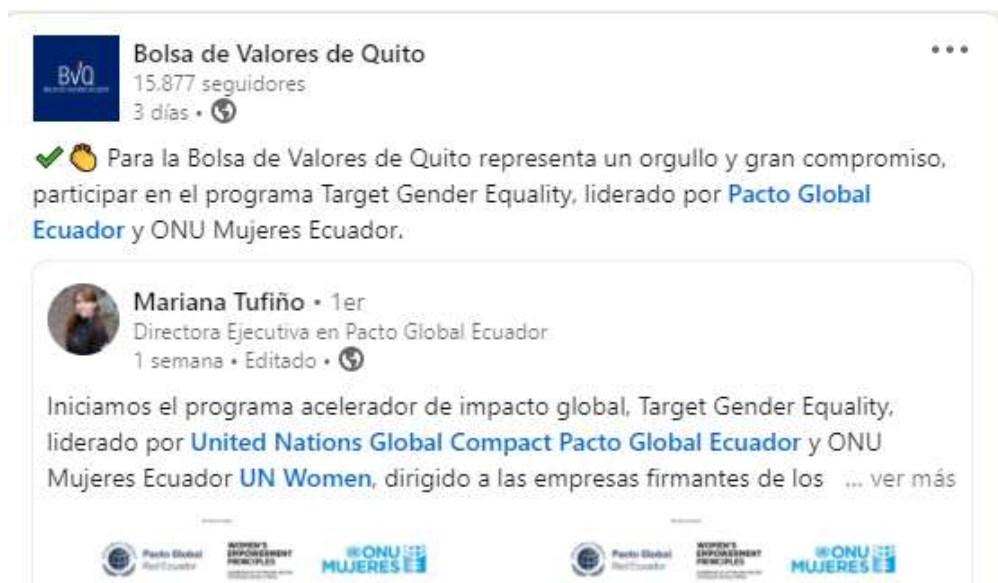 Bolsa de Valores de Quito
BVQ
15.877 seguidores
3 días •
Para la Bolsa de Valores de Quito representa un orgullo y gran compromiso,
participar en el programa Target Gender Equality, liderado por Pacto Global
Ecuador y ONU Mujeres Ecuador.
Mariana Tufiño • 1er
Directora Ejecutiva en Pacto Global Ecuador
1 semana • Editado •
Iniciamos el programa acelerador de impacto global, Target Gender Equality,
liderado por United Nations Global Compact Pacto Global Ecuador y ONU
Mujeres Ecuador UN Women, dirigido a las empresas firmantes de los ... ver más
Pacto Global
Red Ecuador
WOMEN'S
EMPOWERMENT
PRINCIPLES
ONU
MUJERES
Pacto Global
Red Ecuador
WOMEN'S
EMPOWERMENT
PRINCIPLES
ONU
MUJERES